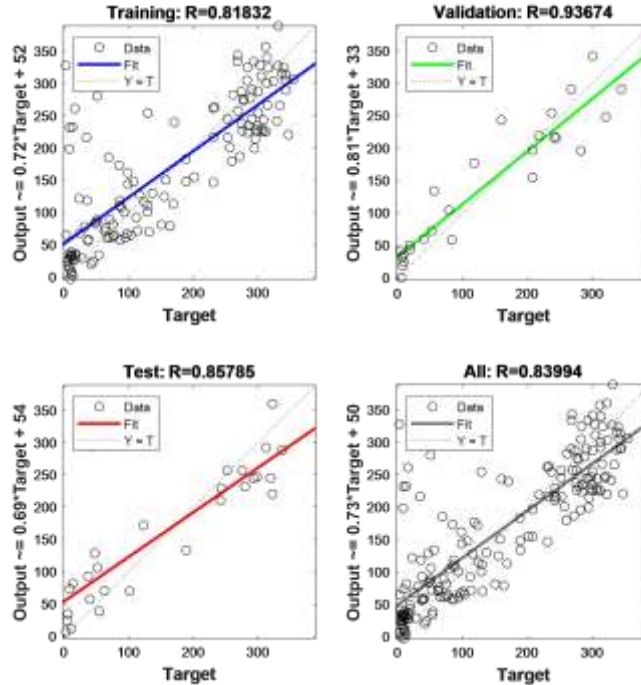 Training: R=0.81832
Output ~= 0.72*Target + 52
350
300
250
200
150
100
50
0
Data
Fit
Y = T
0 100 200 300
Target
Validation: R=0.93674
Output ~= 0.81*Target + 33
350
300
250
200
150
100
50
0
Data
Fit
Y = T
0 100 200 300
Target
Test: R=0.85785
Output ~= 0.69*Target + 54
350
300
250
200
150
100
50
0
Data
Fit
Y = T
0 100 200 300
Target
All: R=0.83994
Output ~= 0.73*Target + 50
350
300
250
200
150
100
50
0
Data
Fit
Y = T
0 100 200 300
Target